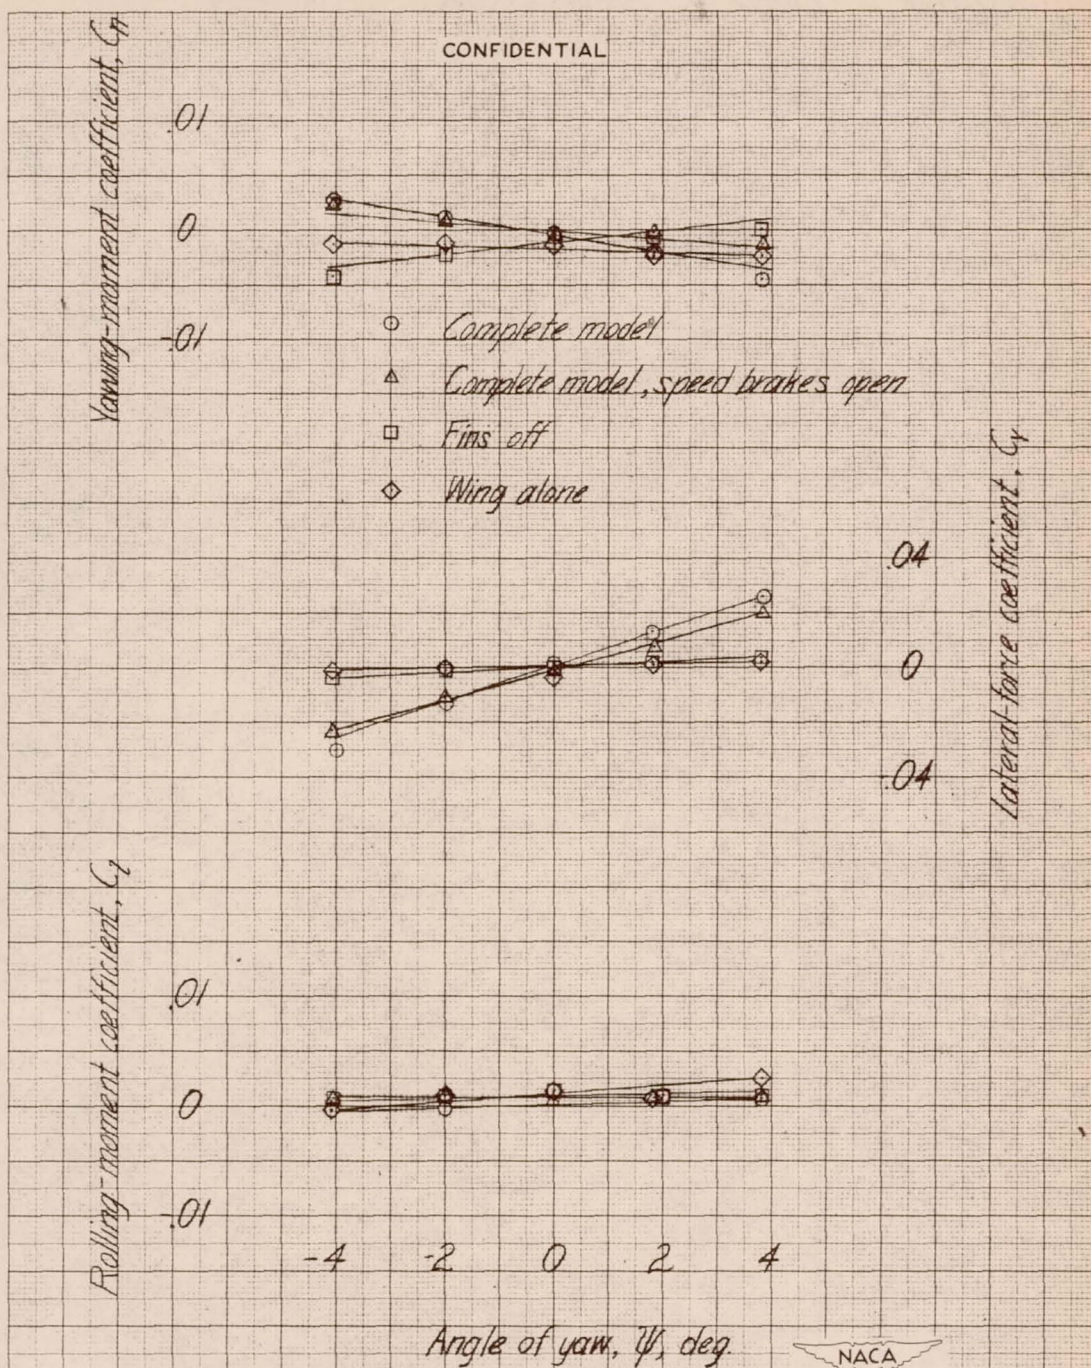 CONFIDENTIAL
Yawing-moment coefficient, Cn
.01
0
-.01
Complete model
Complete model, speed brakes open
Fins off
Wing alone
Lateral-force coefficient, CY
.04
0
-.04
Rolling-moment coefficient, Cl
.01
0
-.01
-4 -2 0 2 4
Angle of yaw, ψ, deg.
NACA